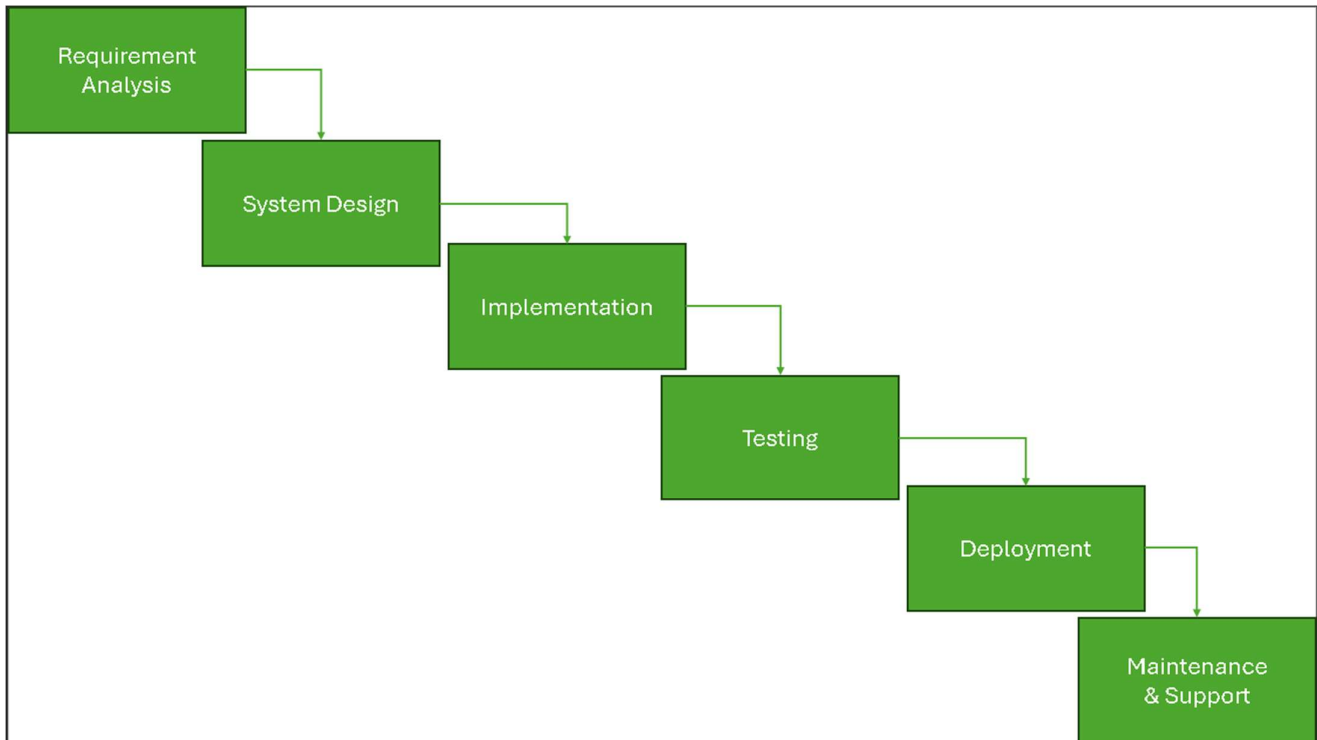 Requirement
Analysis
System Design
Implementation
Testing
Deployment
Maintenance
& Support